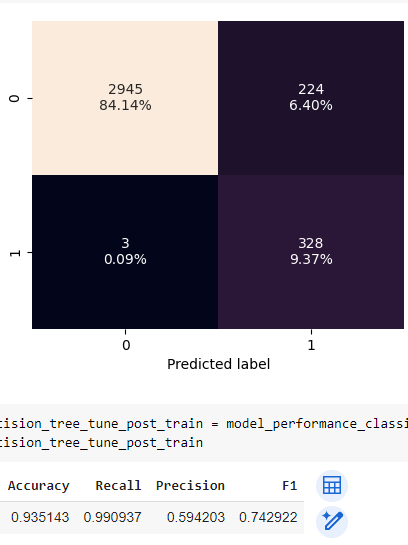 0
2945
84.14%
224
6.40%
1
3
0.09%
328
9.37%
0
1
Predicted label
cision_tree_tune_post_train = model_performance_classi
cision_tree_tune_post_train
Accuracy Recall Precision F1
0.935143 0.990937 0.594203 0.742922